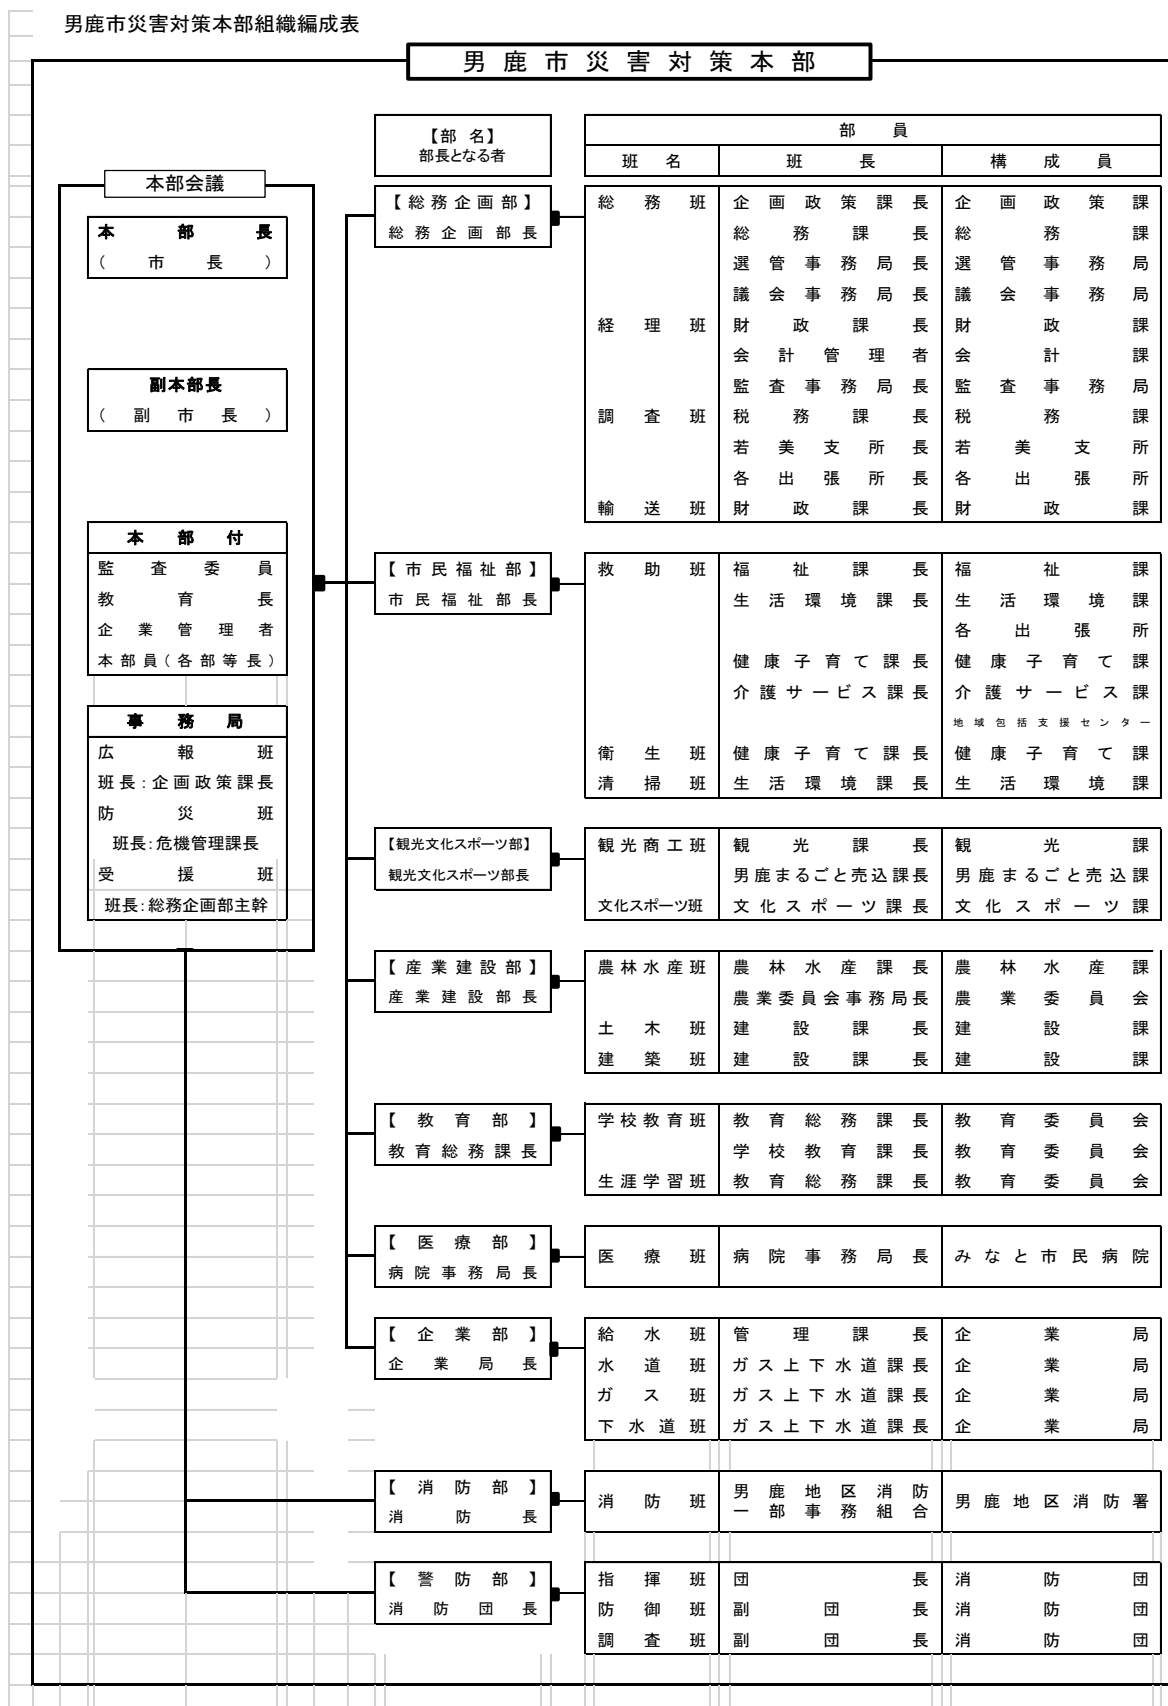 男鹿市災害対策本部組織編成表
男鹿市災害対策本部
【部 名】
部長となる者
部 員
班 名 班 長 構 成 員
本部会議
本部長
（市長）
副本部長
（副市長）
本部付
監査委員
教育長
企業管理者
本部員（各部等長）
事務局
広報班
班長：企画政策課長
防災班
班長：危機管理課長
受援班
班長：総務企画部主幹
【総務企画部】
総務企画部長
総務班 企画政策課長 企画政策課
総務課長 総務課
選管事務局長 選管事務局
議会事務局長 議会事務局
経理班 財政課長 財政課
会計管理者 会計課
監査事務局長 監査事務局
調査班 税務課長 税務課
若美支所長 若美支所
各出張所長 各出張所
輸送班 財政課長 財政課
【市民福祉部】
市民福祉部長
救助班 福祉課長 福祉課
生活環境課長 生活環境課
各出張所
健康子育て課長 健康子育て課
介護サービス課長 介護サービス課
地域包括支援センター
衛生班 健康子育て課長 健康子育て課
清掃班 生活環境課長 生活環境課
【観光文化スポーツ部】
観光文化スポーツ部長
観光商工班 観光課長 観光課
男鹿まるごと売込課長 男鹿まるごと売込課
文化スポーツ班 文化スポーツ課長 文化スポーツ課
【産業建設部】
産業建設部長
農林水産班 農林水産課長 農林水産課
農業委員会事務局長 農業委員会
土木班 建設課長 建設課
建築班 建設課長 建設課
【教育部】
教育総務課長
学校教育班 教育総務課長 教育委員会
学校教育課長 教育委員会
生涯学習班 教育総務課長 教育委員会
【医療部】
病院事務局長
医療班 病院事務局長 みなと市民病院
【企業部】
企業局長
給水班 管理課長 企業局
水道班 ガス上下水道課長 企業局
ガス班 ガス上下水道課長 企業局
下水道班 ガス上下水道課長 企業局
【消防部】
消防長
消防班 男鹿地区消防 男鹿地区消防署
一部事務組合
【警防部】
消防団長
指揮班 団長 消防団
防御班 副団長 消防団
調査班 副団長 消防団